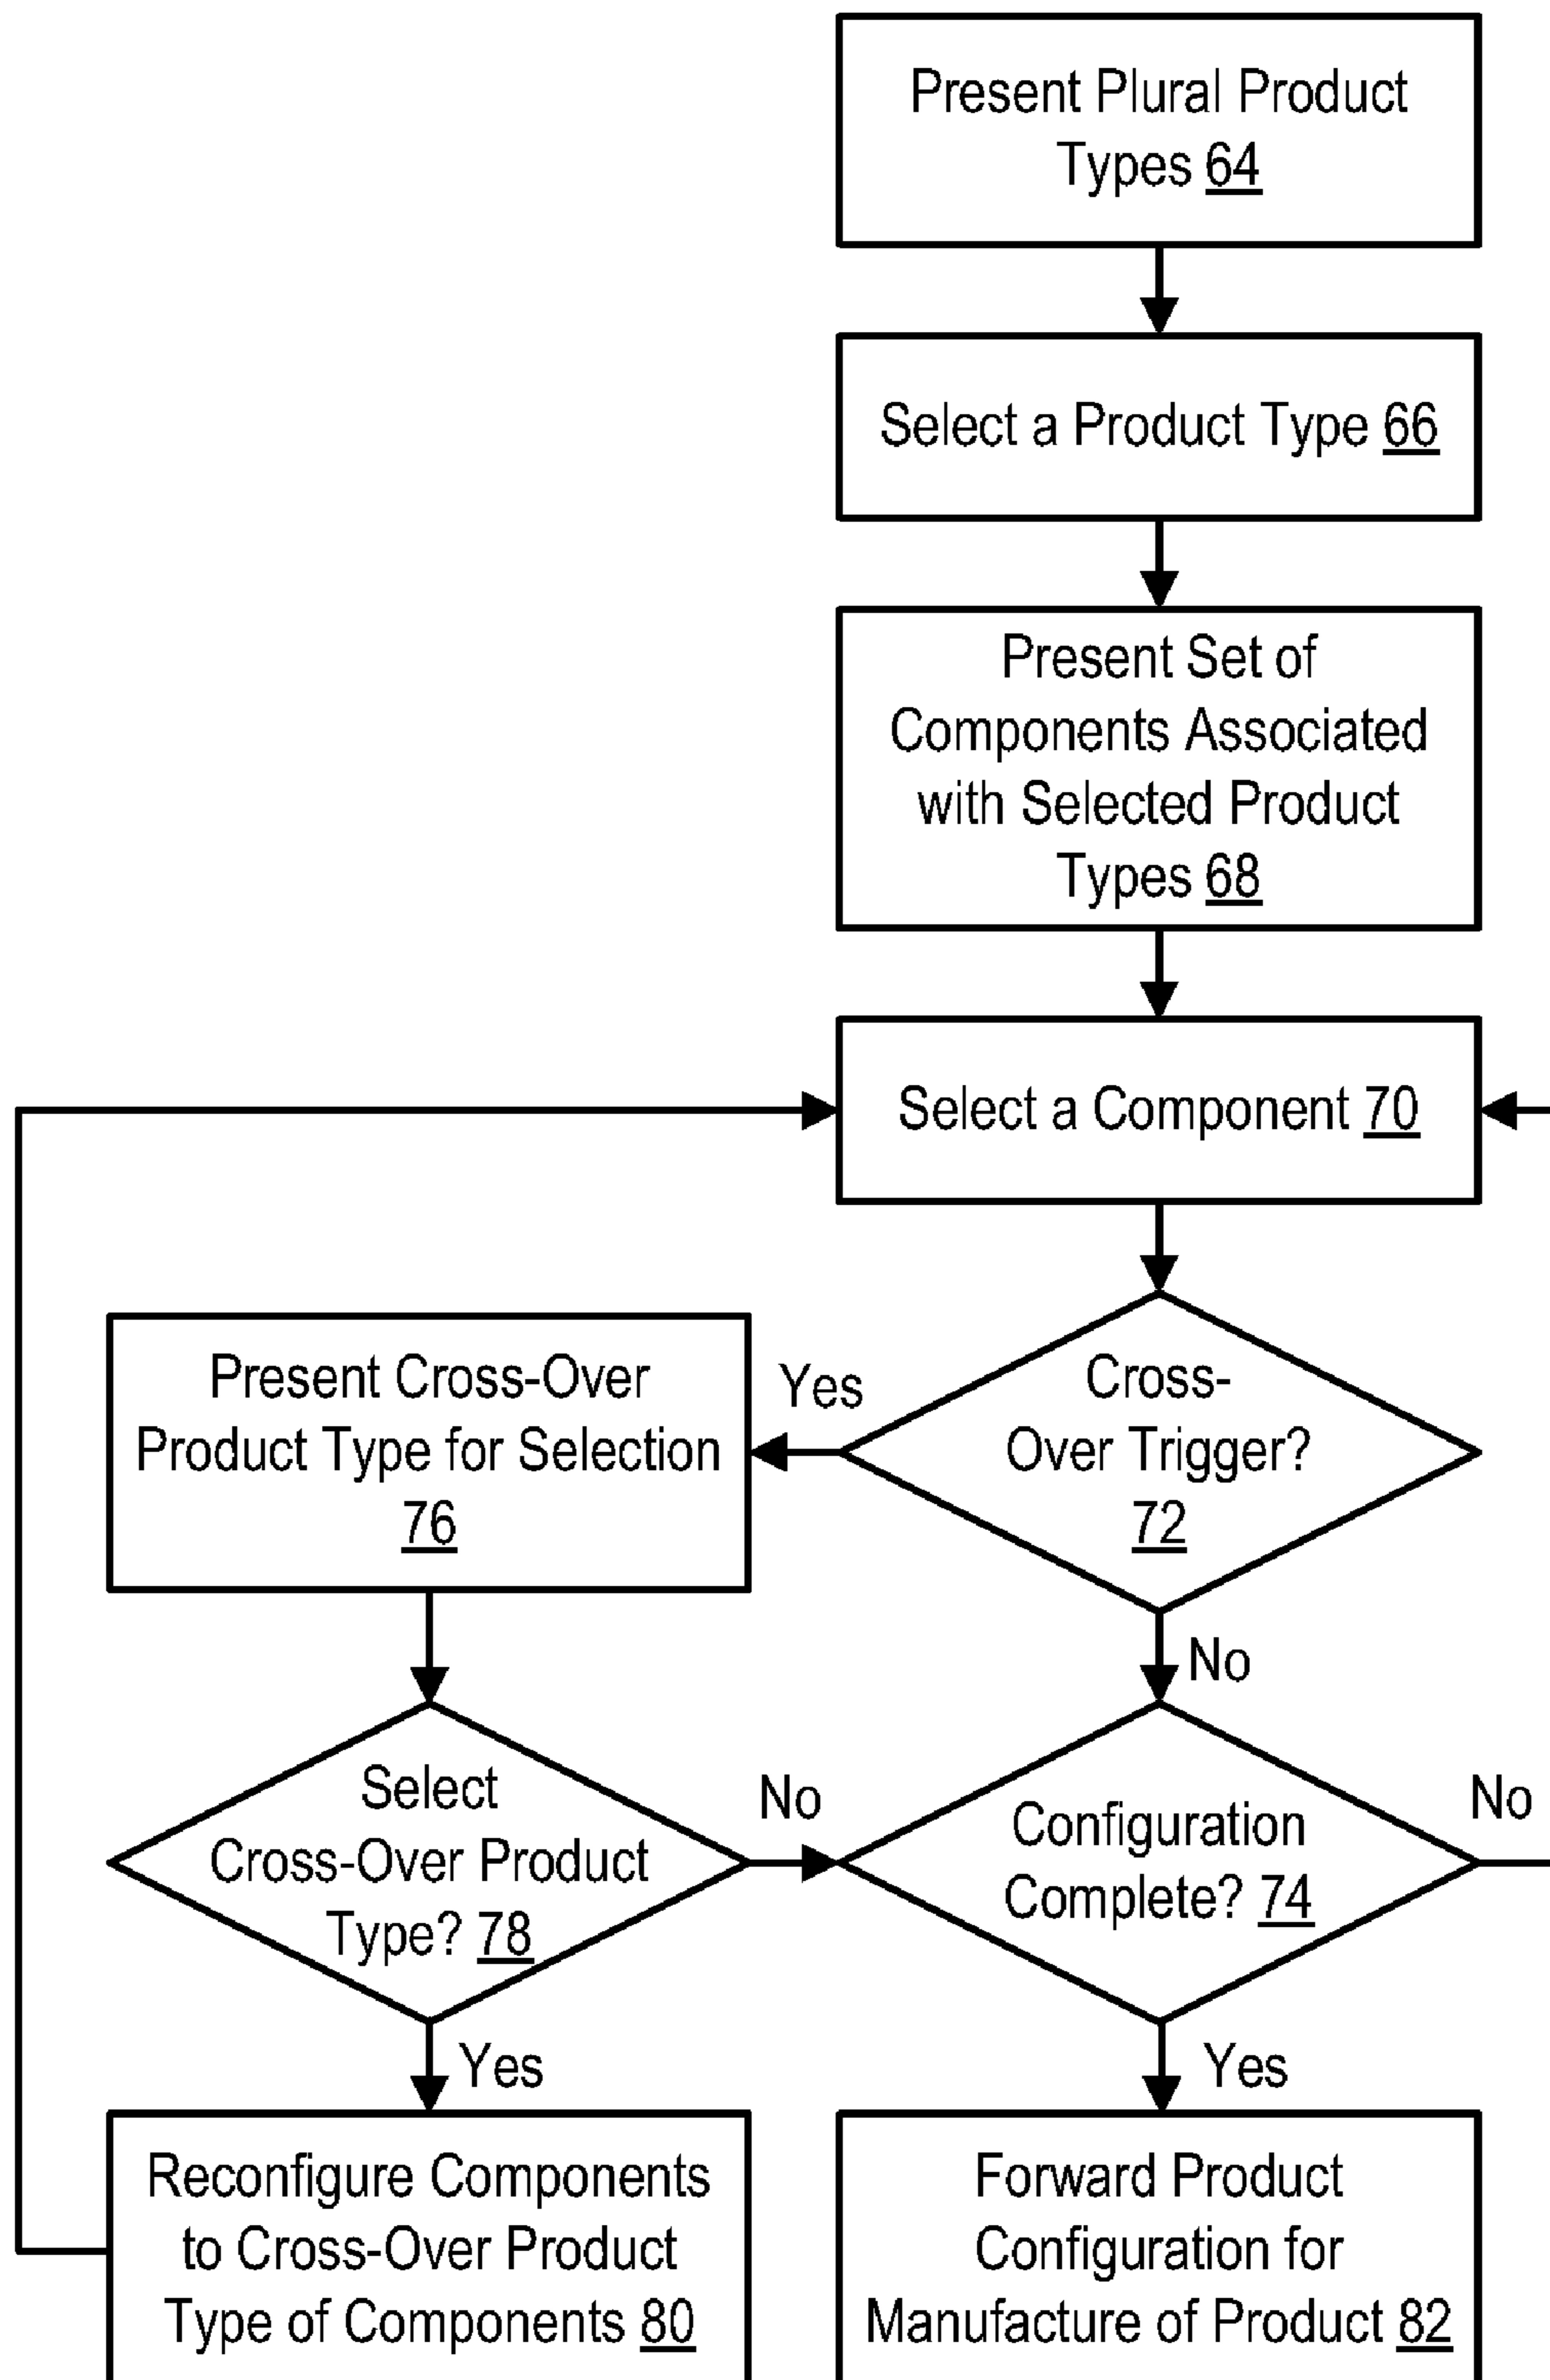 Present Plural Product
Types 64
Select a Product Type 66
Present Set of
Components Associated
with Selected Product
Types 68
Select a Component 70
Cross-
Over Trigger?
72
Yes
No
Present Cross-Over
Product Type for Selection
76
Select
Cross-Over Product
Type? 78
No
Yes
Configuration
Complete? 74
No
Yes
Reconfigure Components
to Cross-Over Product
Type of Components 80
Forward Product
Configuration for
Manufacture of Product 82